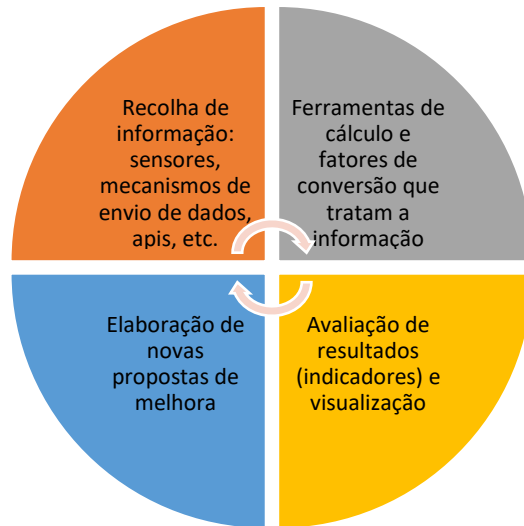 Recolha de
informação:
sensores,
mecanismos de
envio de dados,
apis, etc.
Ferramentas de
cálculo e
fatores de
conversão que
tratam a
informação
Elaboração de
novas
propostas de
melhora
Avaliação de
resultados
(indicadores) e
visualização